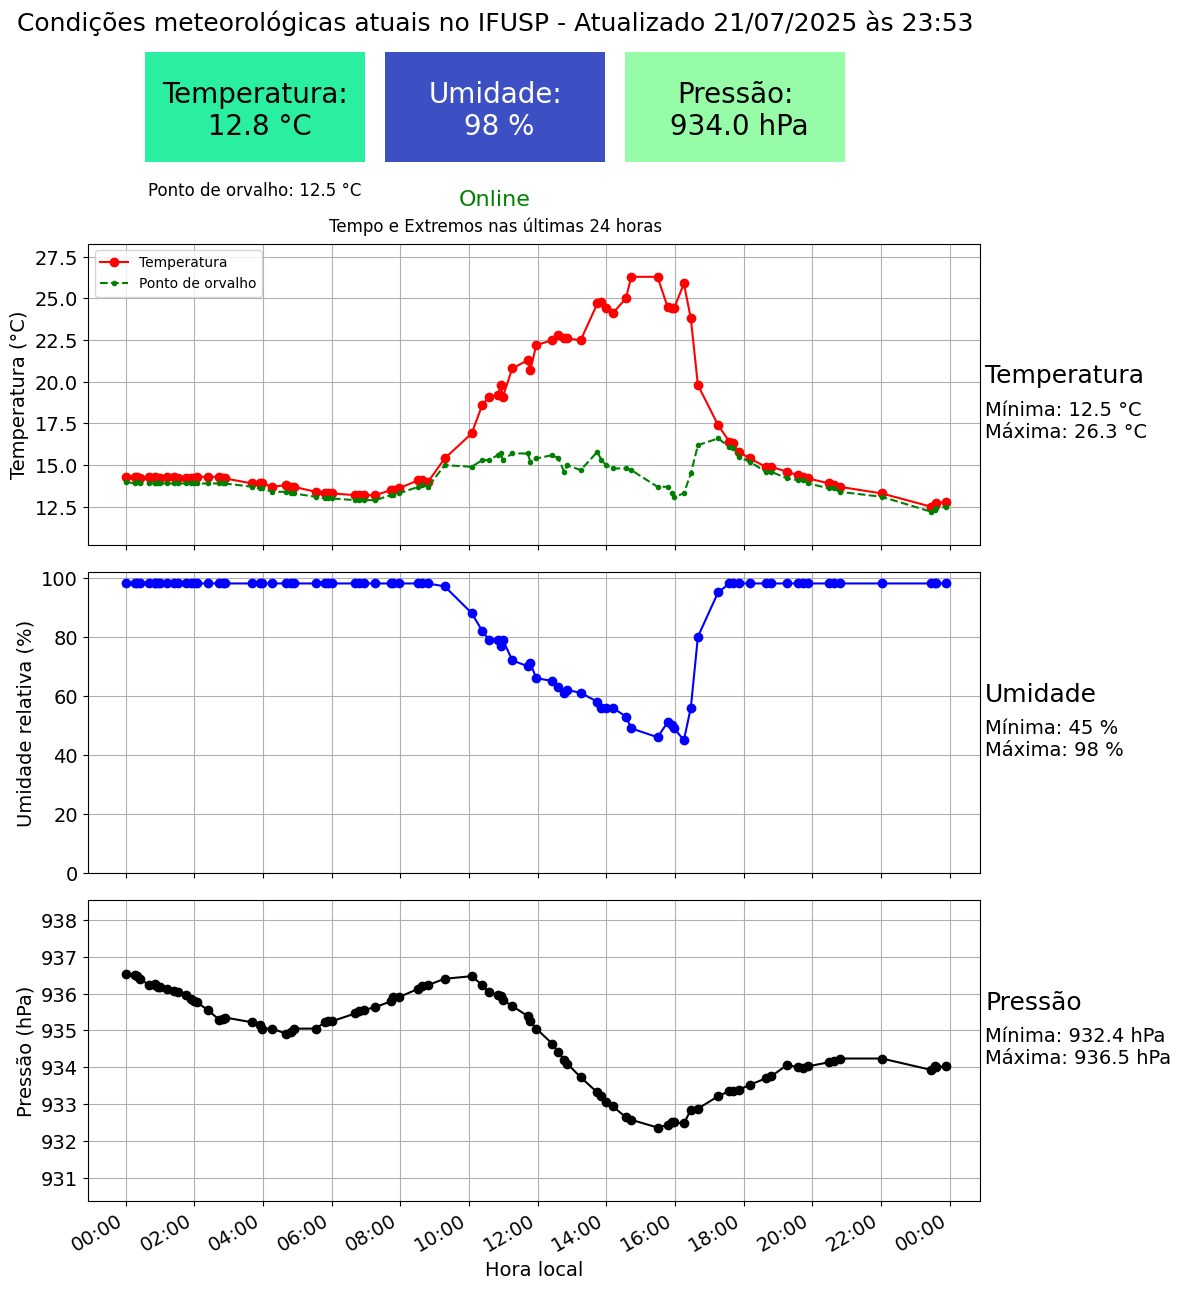 Condições meteorológicas atuais no IFUSP - Atualizado 21/07/2025 às 23:53
Temperatura:
12.8 °C
Umidade:
98 %
Pressão:
934.0 hPa
Ponto de orvalho: 12.5 °C
Online
Tempo e Extremos nas últimas 24 horas
Temperatura
Ponto de orvalho
Temperatura (°C)
27.5
25.0
22.5
20.0
17.5
15.0
12.5
Temperatura
Mínima: 12.5 °C
Máxima: 26.3 °C
Umidade relativa (%)
100
80
60
40
20
0
Umidade
Mínima: 45 %
Máxima: 98 %
Pressão (hPa)
938
937
936
935
934
933
932
931
Pressão
Mínima: 932.4 hPa
Máxima: 936.5 hPa
00:00 02:00 04:00 06:00 08:00 10:00 12:00 14:00 16:00 18:00 20:00 22:00 00:00
Hora local